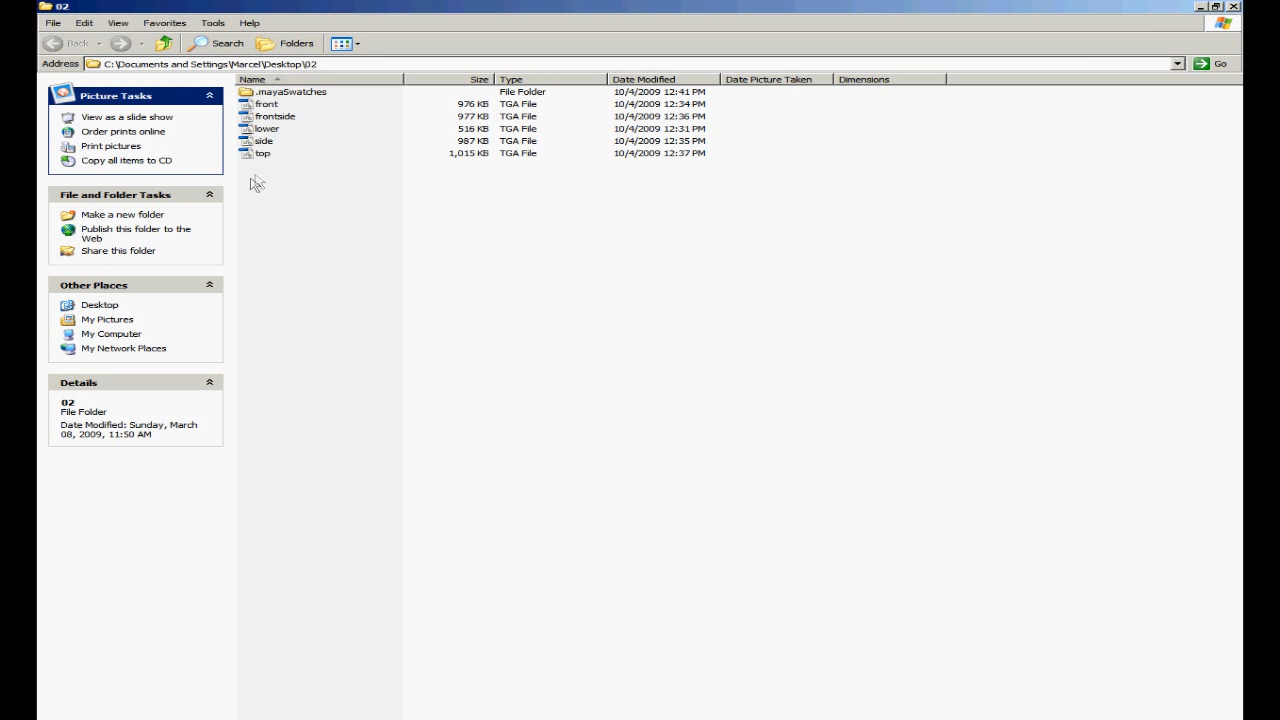 02
File Edit View Favorites Tools Help
Back Search Folders
Address C:\Documents and Settings\Marcel\Desktop\02 Go
Picture Tasks
View as a slide show
Order prints online
Print pictures
Copy all items to CD
File and Folder Tasks
Make a new folder
Publish this folder to the
Web
Share this folder
Other Places
Desktop
My Pictures
My Computer
My Network Places
Details
02
File Folder
Date Modified: Sunday, March
08, 2009, 11:50 AM
Name Size Type Date Modified Date Picture Taken Dimensions
.mayaSwatches File Folder 10/4/2009 12:41 PM
front 976 KB TGA File 10/4/2009 12:34 PM
frontside 977 KB TGA File 10/4/2009 12:36 PM
lower 516 KB TGA File 10/4/2009 12:31 PM
side 987 KB TGA File 10/4/2009 12:35 PM
top 1,015 KB TGA File 10/4/2009 12:37 PM